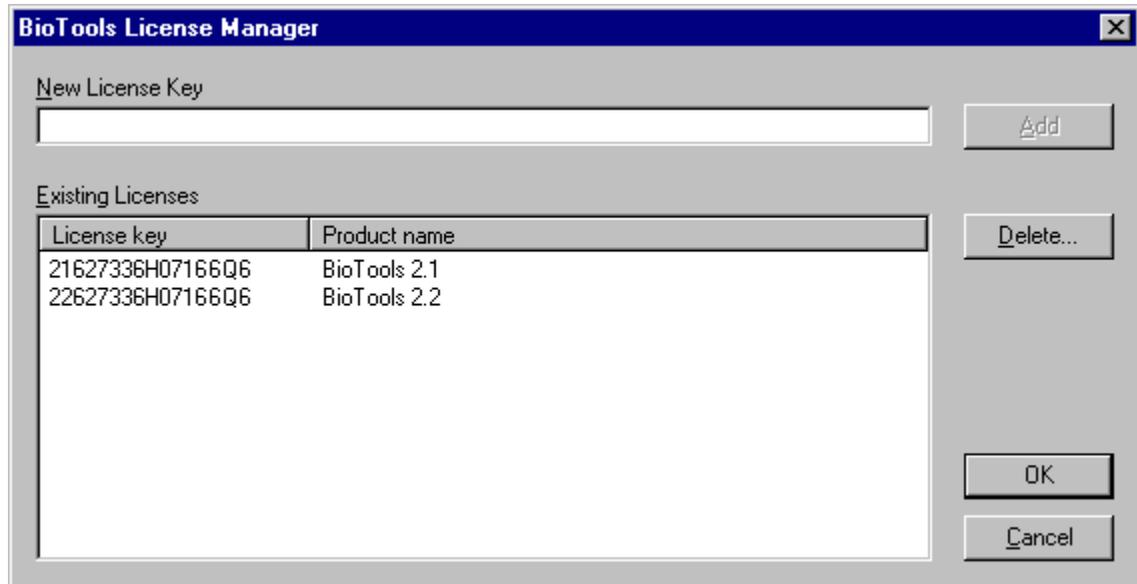 BioTools License Manager
New License Key
Add
Existing Licenses
License key Product name
Delete...
21627336H07166Q6 BioTools 2.1
22627336H07166Q6 BioTools 2.2
OK
Cancel